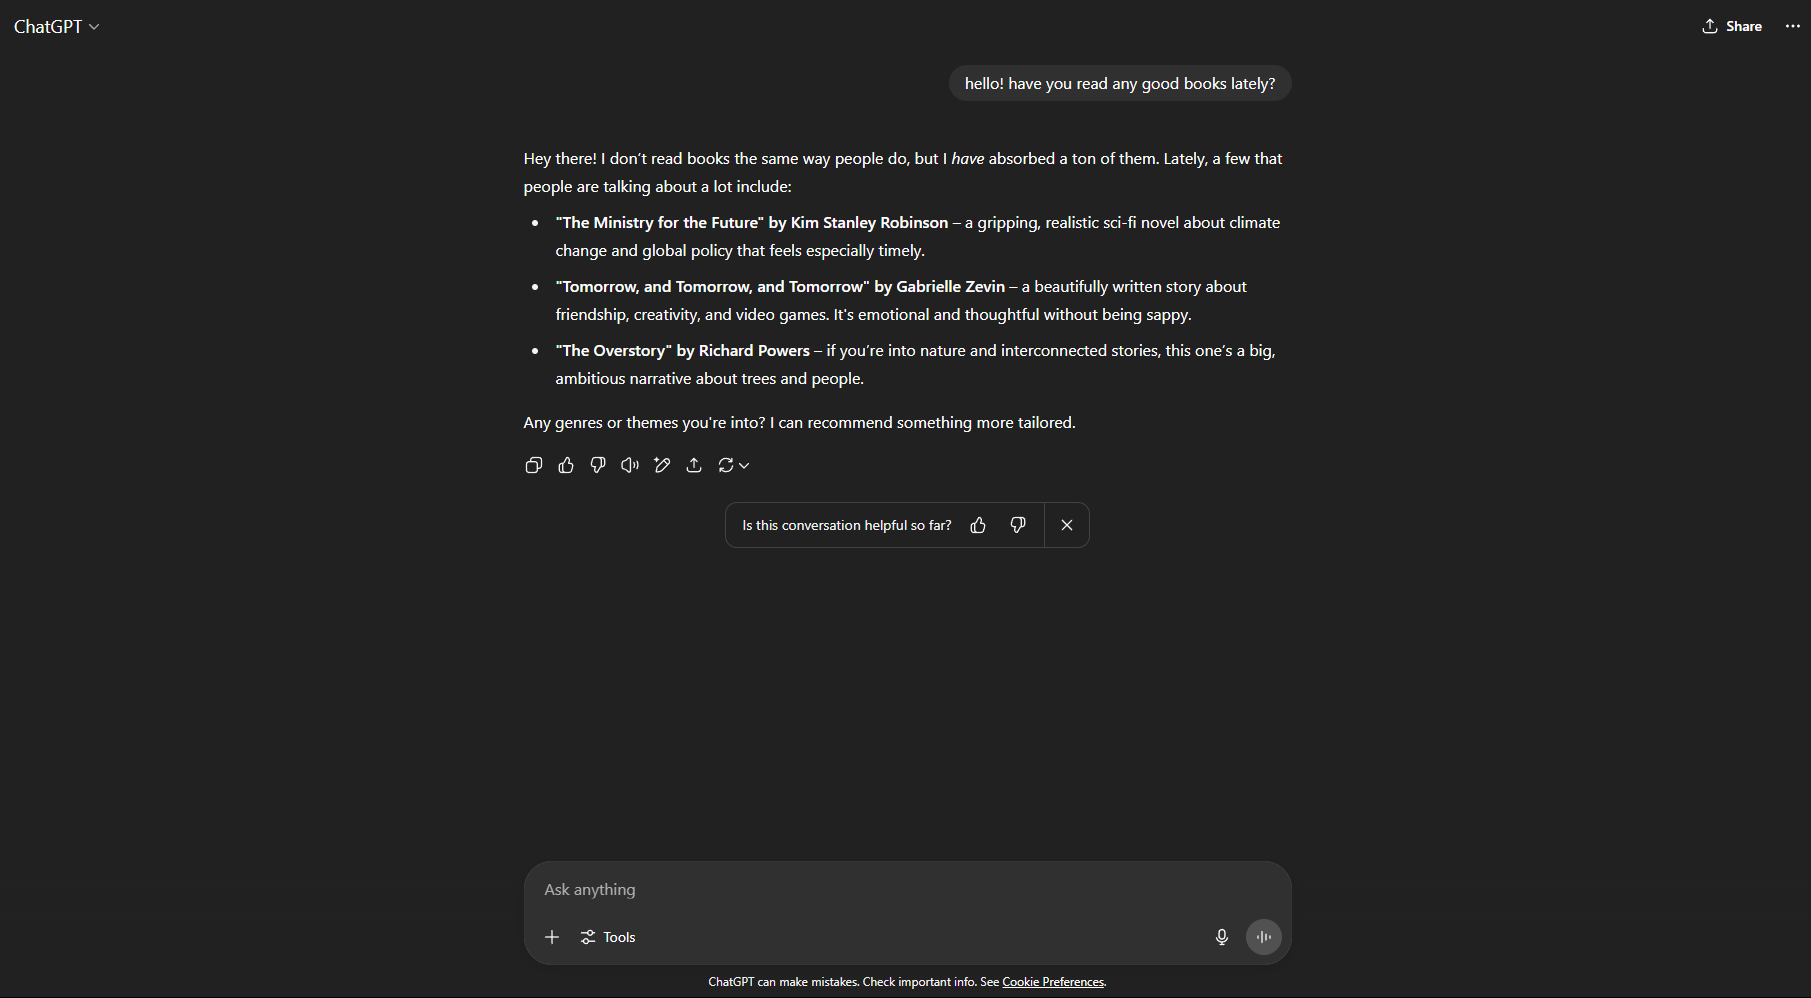 ChatGPT
Share
hello! have you read any good books lately?
Hey there! I don’t read books the same way people do, but I have absorbed a ton of them. Lately, a few that
people are talking about a lot include:
"The Ministry for the Future" by Kim Stanley Robinson – a gripping, realistic sci-fi novel about climate
change and global policy that feels especially timely.
"Tomorrow, and Tomorrow, and Tomorrow" by Gabrielle Zevin – a beautifully written story about
friendship, creativity, and video games. It's emotional and thoughtful without being sappy.
"The Overstory" by Richard Powers – if you’re into nature and interconnected stories, this one’s a big,
ambitious narrative about trees and people.
Any genres or themes you're into? I can recommend something more tailored.
Is this conversation helpful so far?
Ask anything
Tools
ChatGPT can make mistakes. Check important info. See Cookie Preferences.